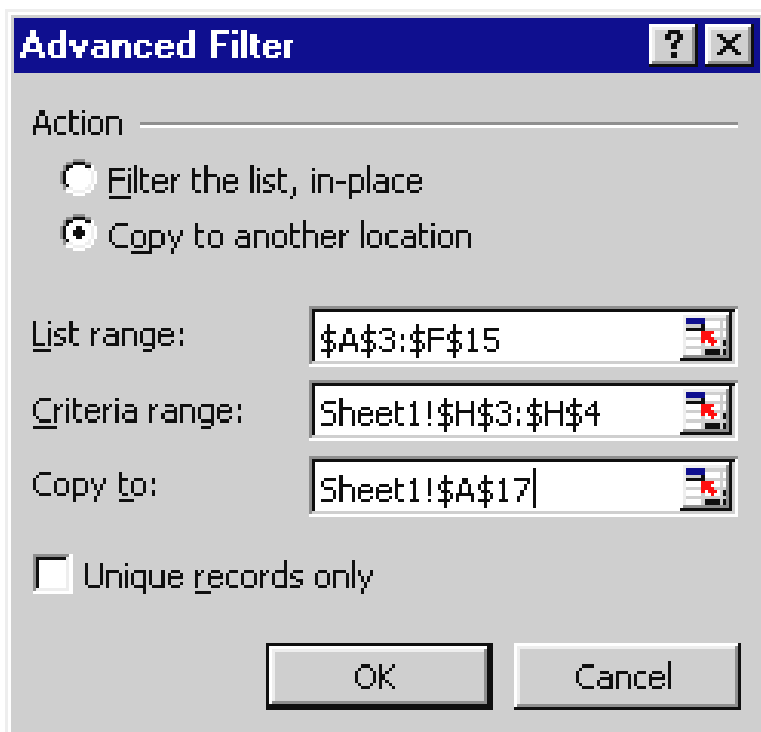 Advanced Filter ?
Action
Filter the list, in-place
Copy to another location
List range: $A$3:$F$15
Criteria range: Sheet1!$H$3:$H$4
Copy to: Sheet1!$A$17
Unique records only
OK Cancel